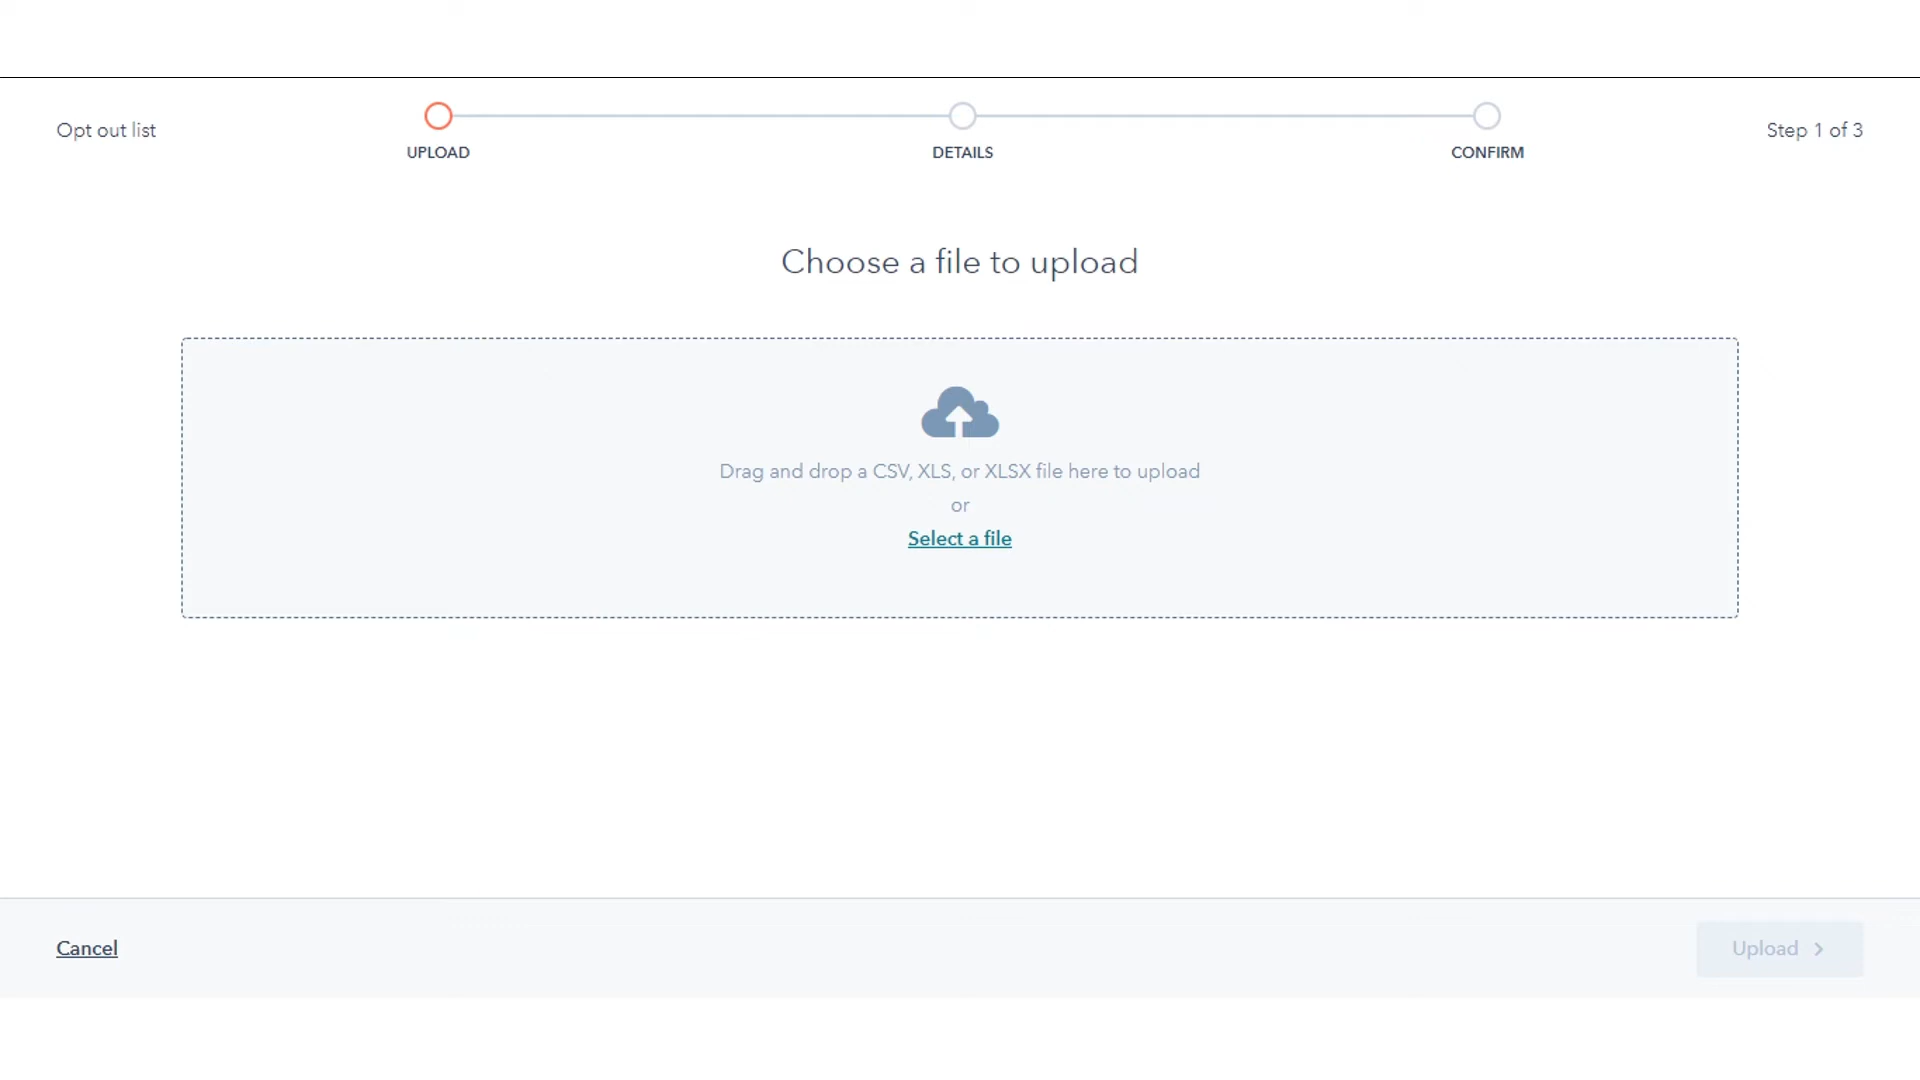 Opt out list
UPLOAD
DETAILS
CONFIRM
Step 1 of 3
Choose a file to upload
Drag and drop a CSV, XLS, or XLSX file here to upload
or
Select a file
Cancel
Upload